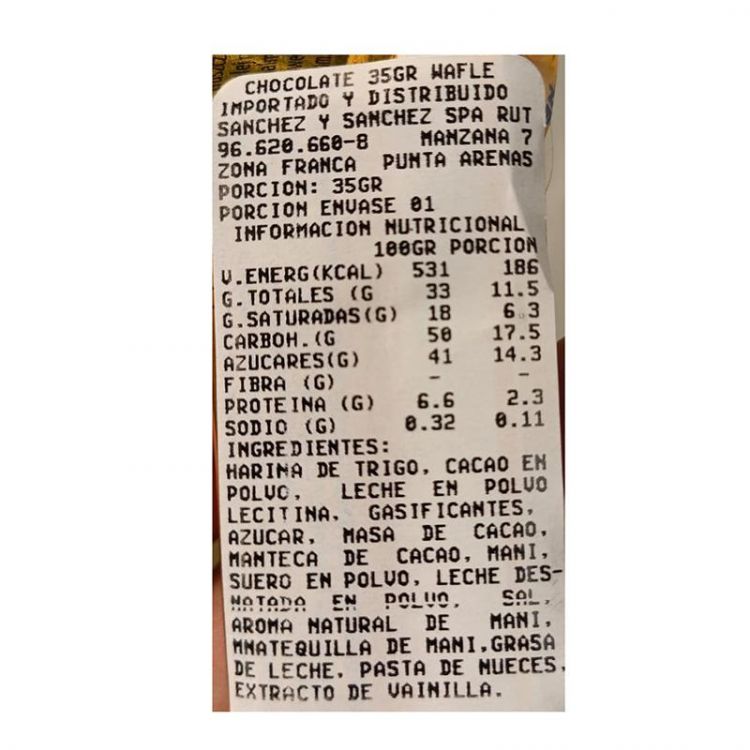 CHOCOLATE 35GR WAFLE
IMPORTADO Y DISTRIBUIDO
SANCHEZ Y SANCHEZ SPA RUT
96.620.660-8 MANZANA 7
ZONA FRANCA PUNTA ARENAS
PORCION: 35GR
PORCION ENVASE 01
INFORMACION NUTRICIONAL
100GR PORCION
V.ENERG(KCAL) 531 186
G.TOTALES (G 33 11.5
G.SATURADAS(G) 18 6.3
CARBOH.(G 50 17.5
AZUCARES(G) 41 14.3
FIBRA (G) - -
PROTEINA (G) 6.6 2.3
SODIO (G) 0.32 0.11
INGREDIENTES:
HARINA DE TRIGO, CACAO EN
POLVO, LECHE EN POLVO
LECITINA, GASIFICANTES,
AZUCAR, MASA DE CACAO,
MANTECA DE CACAO, MANI,
SUERO EN POLVO, LECHE DES-
NATADA EN POLVO, SAL,
AROMA NATURAL DE MANI,
MNATEQUILLA DE MANI,GRASA
DE LECHE, PASTA DE NUECES,
EXTRACTO DE VAINILLA.